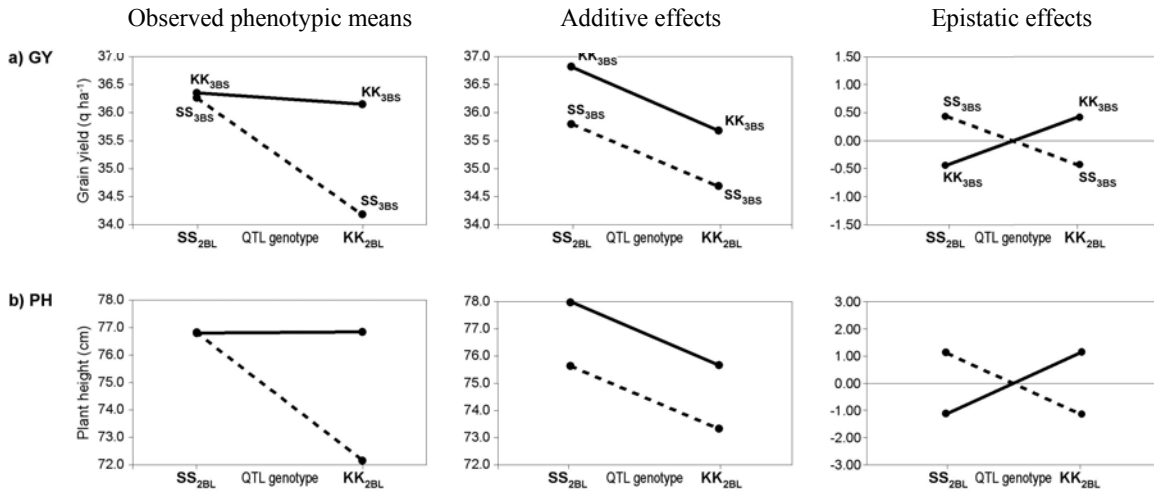 Observed phenotypic means
Additive effects
Epistatic effects
a) GY
Grain yield (q ha⁻¹)
37.0
36.5
36.0
35.5
35.0
34.5
34.0
KK3BS
SS3BS
SS3BS
SS2BL QTL genotype KK2BL
37.0
36.5
36.0
35.5
35.0
34.5
34.0
KK3BS
KK3BS
SS3BS
SS3BS
SS2BL QTL genotype KK2BL
1.50
1.00
0.50
0.00
-0.50
-1.00
-1.50
SS3BS
KK3BS
KK3BS
SS3BS
SS2BL QTL genotype KK2BL
b) PH
Plant height (cm)
78.0
77.0
76.0
75.0
74.0
73.0
72.0
SS2BL QTL genotype KK2BL
78.0
77.0
76.0
75.0
74.0
73.0
72.0
SS2BL QTL genotype KK2BL
3.00
2.00
1.00
0.00
-1.00
-2.00
-3.00
SS2BL QTL genotype KK2BL